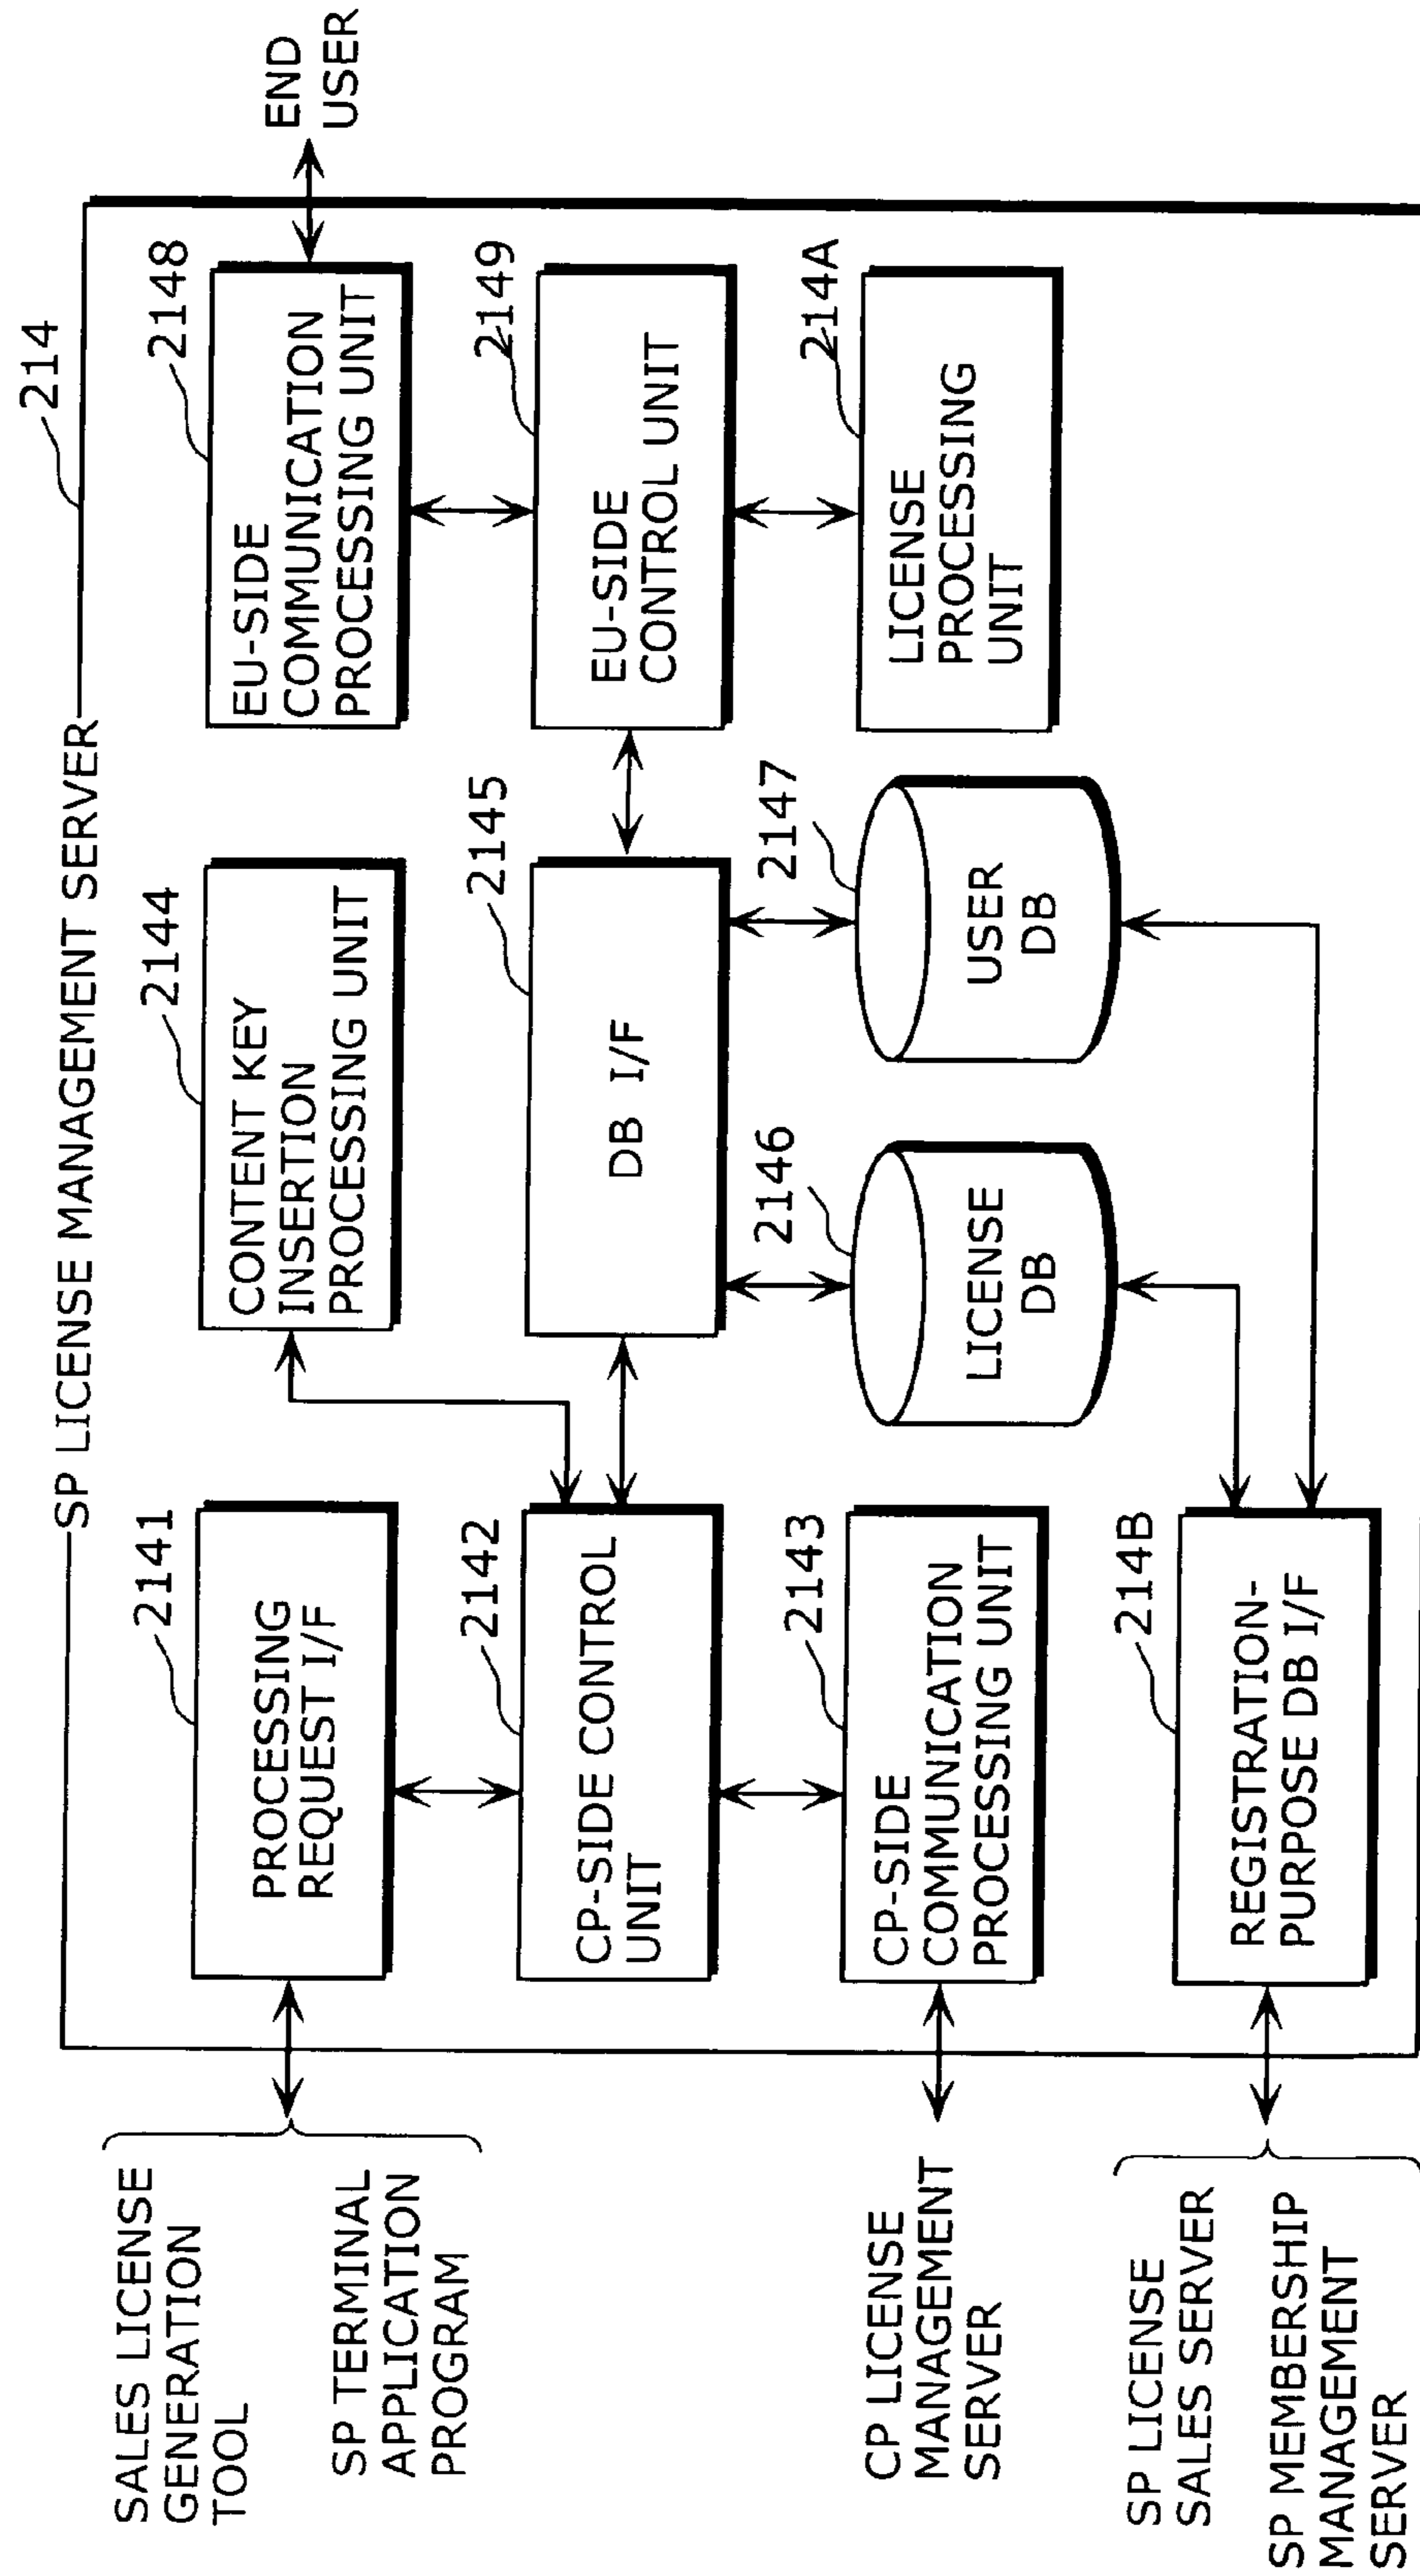 214
SP LICENSE MANAGEMENT SERVER
SALES LICENSE
GENERATION
TOOL
SP TERMINAL
APPLICATION
PROGRAM
2141
PROCESSING
REQUEST I/F
2144
CONTENT KEY
INSERTION
PROCESSING UNIT
2148
EU-SIDE
COMMUNICATION
PROCESSING UNIT
END
USER
2142
CP-SIDE CONTROL
UNIT
2145
DB I/F
2149
EU-SIDE
CONTROL UNIT
CP LICENSE
MANAGEMENT
SERVER
2143
CP-SIDE
COMMUNICATION
PROCESSING UNIT
2146
LICENSE
DB
2147
USER
DB
214A
LICENSE
PROCESSING
UNIT
SP LICENSE
SALES SERVER
SP MEMBERSHIP
MANAGEMENT
SERVER
214B
REGISTRATION-
PURPOSE DB I/F